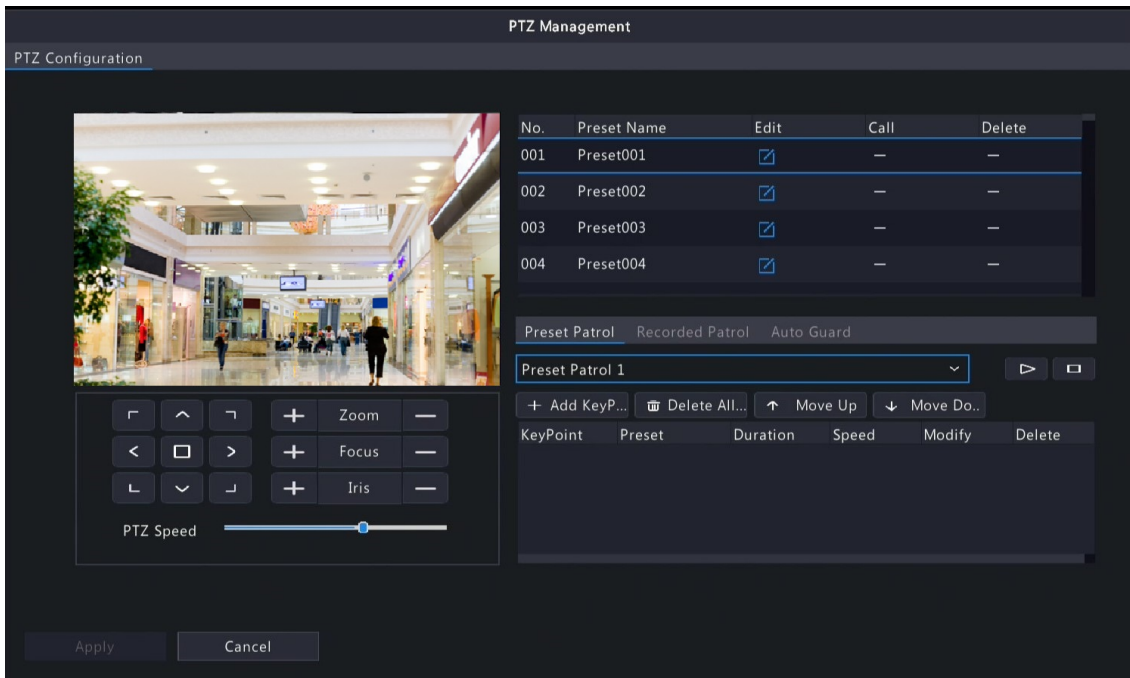 PTZ Management
PTZ Configuration
No. Preset Name Edit Call Delete
001 Preset001
002 Preset002
003 Preset003
004 Preset004
Preset Patrol Recorded Patrol Auto Guard
Preset Patrol 1
Add KeyP... Delete All... Move Up Move Do..
KeyPoint Preset Duration Speed Modify Delete
Zoom
Focus
Iris
PTZ Speed
Apply Cancel